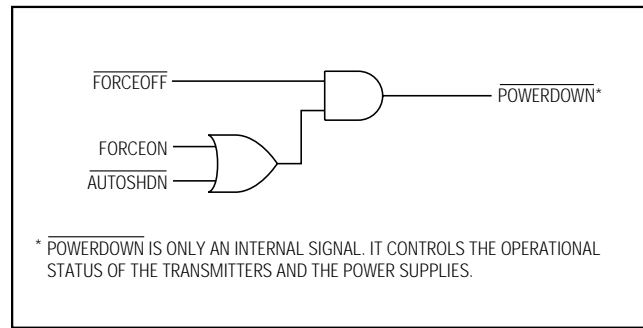 FORCEOFF
POWERDOWN*
FORCEON
AUTOSHDN
* POWERDOWN IS ONLY AN INTERNAL SIGNAL. IT CONTROLS THE OPERATIONAL
STATUS OF THE TRANSMITTERS AND THE POWER SUPPLIES.